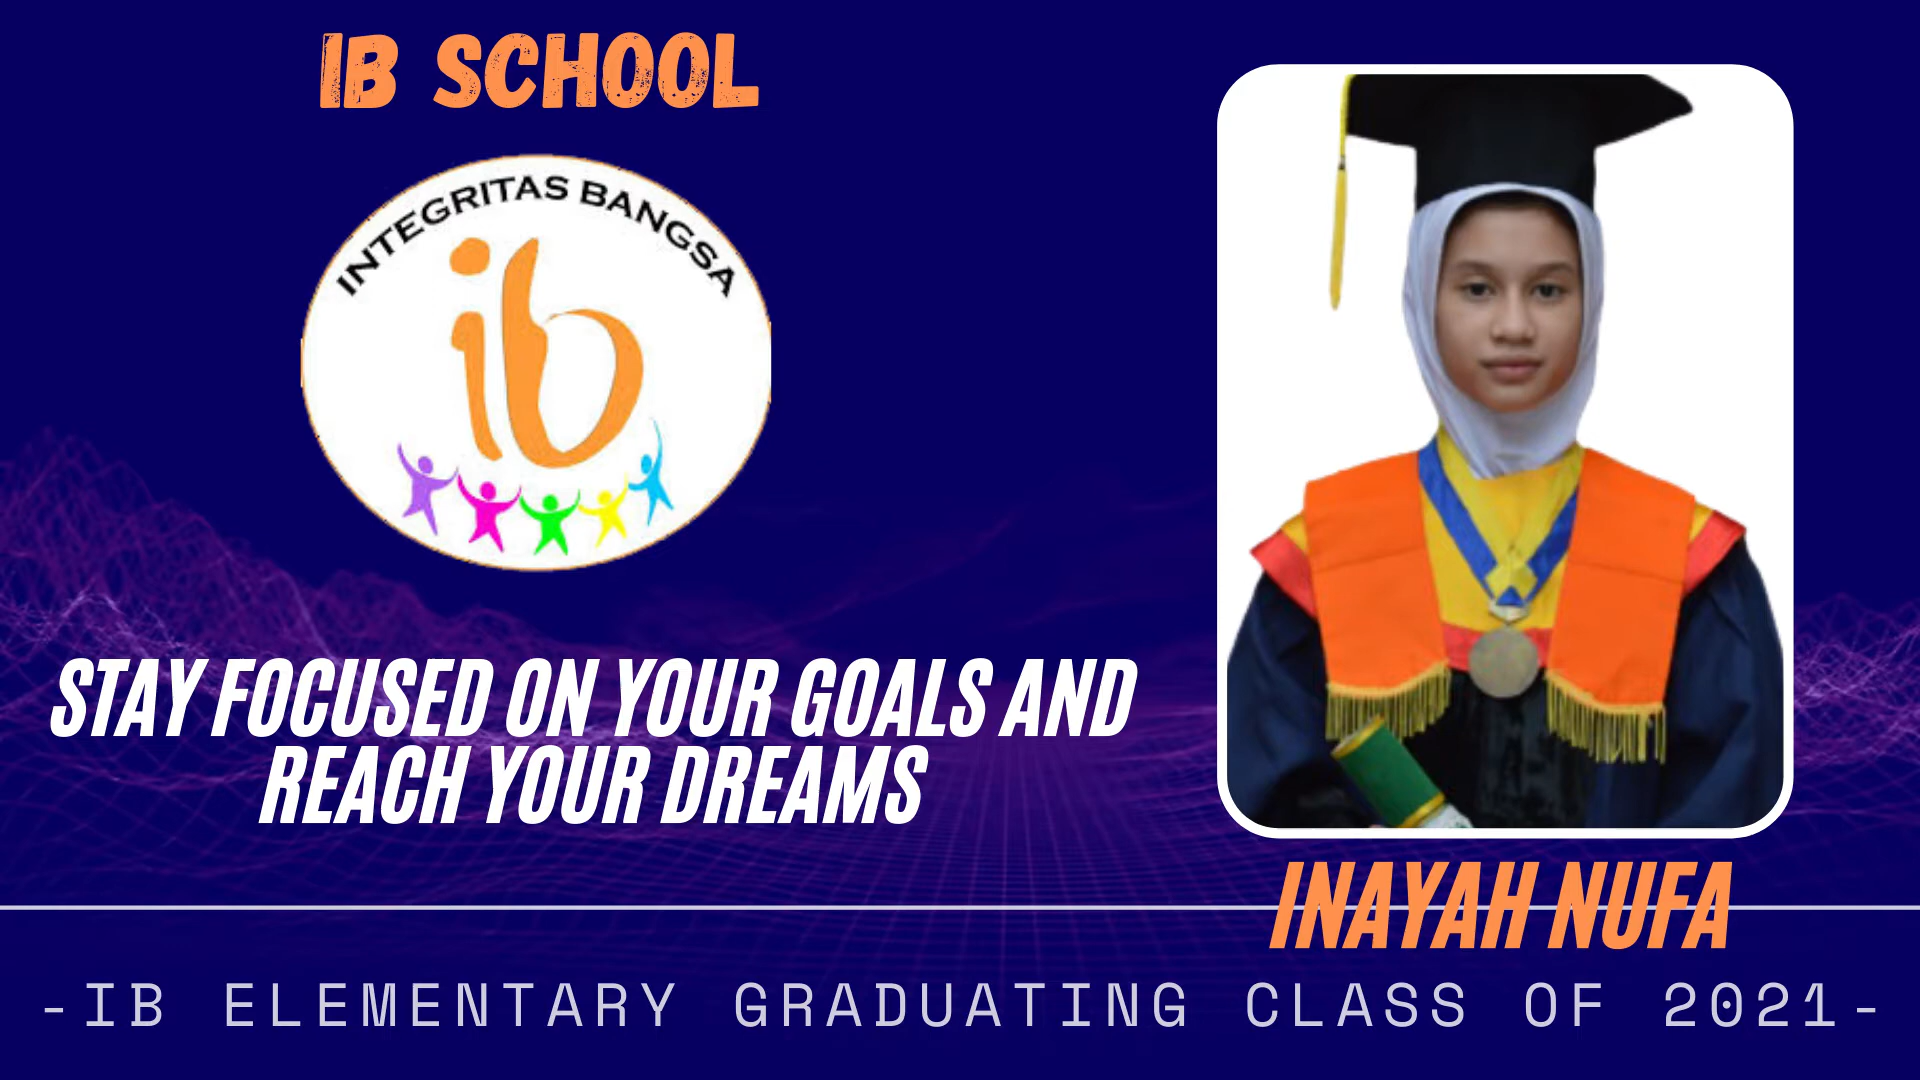 IB SCHOOL
INTEGRITAS BANGSA
ib
STAY FOCUSED ON YOUR GOALS AND
REACH YOUR DREAMS
INAYAH NUFA
-IB ELEMENTARY GRADUATING CLASS OF 2021-